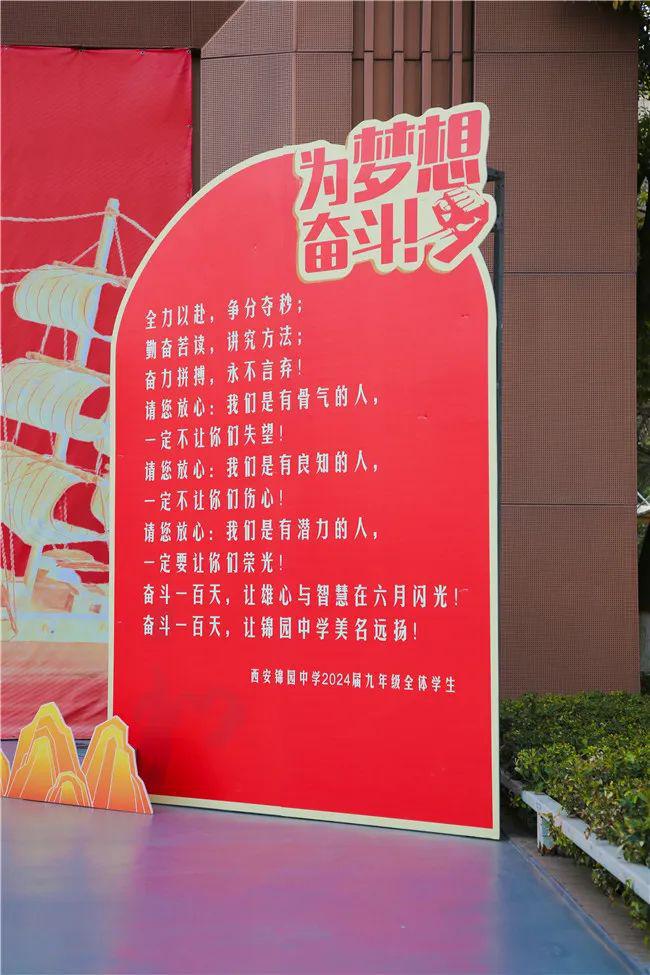 为梦想
奋斗!
全力以赴，争分夺秒；
勤奋苦读，讲究方法；
奋力拼搏，永不言弃!
请您放心：我们是有骨气的人，
一定不让你们失望!
请您放心：我们是有良知的人，
一定不让你们伤心!
请您放心：我们是有潜力的人，
一定要让你们荣光!
奋斗一百天，让雄心与智慧在六月闪光!
奋斗一百天，让锦园中学美名远扬!
西安锦园中学2024届九年级全体学生